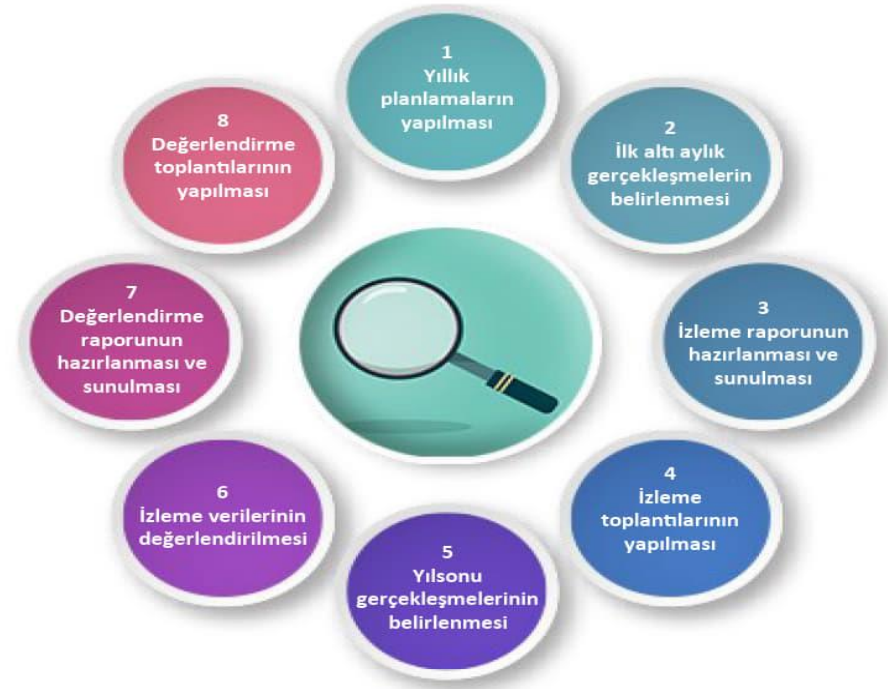 1
Yıllık
planlamaların
yapılması
2
İlk altı aylık
gerçekleşmelerin
belirlenmesi
3
İzleme raporunun
hazırlanması ve
sunulması
4
İzleme
toplantılarının
yapılması
5
Yılsonu
gerçekleşmelerinin
belirlenmesi
6
İzleme verilerinin
değerlendirilmesi
7
Değerlendirme
raporunun
hazırlanması ve
sunulması
8
Değerlendirme
toplantılarının
yapılması